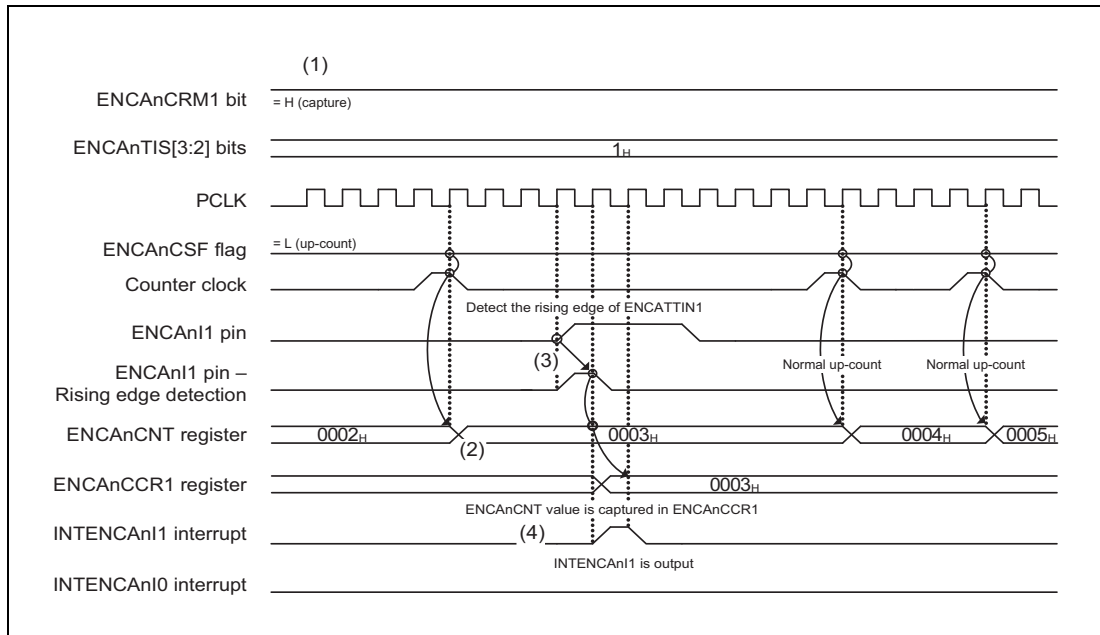 (1)
ENCAnCRM1 bit = H (capture)
ENCAnTIS[3:2] bits 1H
PCLK
ENCAnCSF flag = L (up-count)
Counter clock
Detect the rising edge of ENCATTIN1
ENCAnI1 pin
(3)
Normal up-count Normal up-count
ENCAnI1 pin –
Rising edge detection
ENCAnCNT register 0002H (2) 0003H 0004H 0005H
ENCAnCCR1 register 0003H
ENCAnCNT value is captured in ENCAnCCR1
INTENCAnI1 interrupt (4)
INTENCAnI1 is output
INTENCAnI0 interrupt